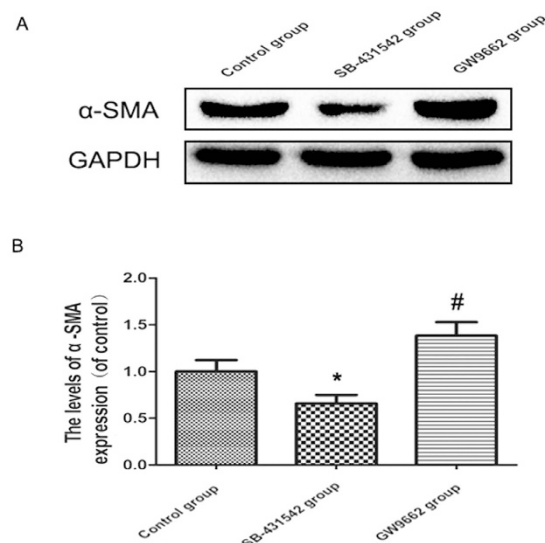 A
Control group
SB-431542 group
GW9662 group
α-SMA
GAPDH
B
The levels of α -SMA
expression (of control)
2.0
1.5
1.0
0.5
0.0
*
#
Control group
SB-431542 group
GW9662 group